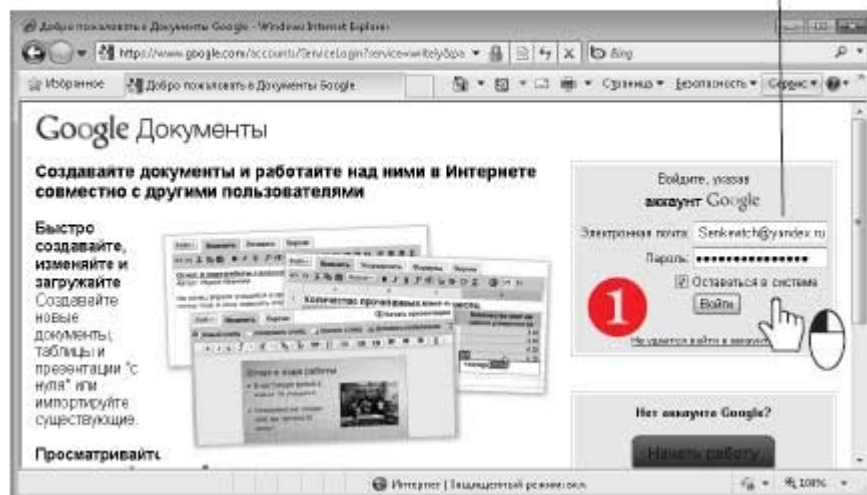 Добро пожаловать в Документы Google - Windows Internet Explorer
https://www.google.com/accounts/ServiceLogin?service=writely&pa
Bing
Избранное
Добро пожаловать в Документы Google
Страница
Безопасность
Сервис
Google Документы
Создавайте документы и работайте над ними в Интернете
совместно с другими пользователями
Быстро
создавайте,
изменяйте и
загружайте
Создавайте
новые
документы,
таблицы и
презентации "с
нуля" или
импортируйте
существующие.
Просматривайте
Войдите, указав
аккаунт Google
Электронная почта: Senkevitch@yandex.ru
Пароль:
Оставаться в системе
Войти
Не удается войти в аккаунт
1
Нет аккаунта Google?
Начать работу
Интернет | Защищенный режим: вкл.
100%